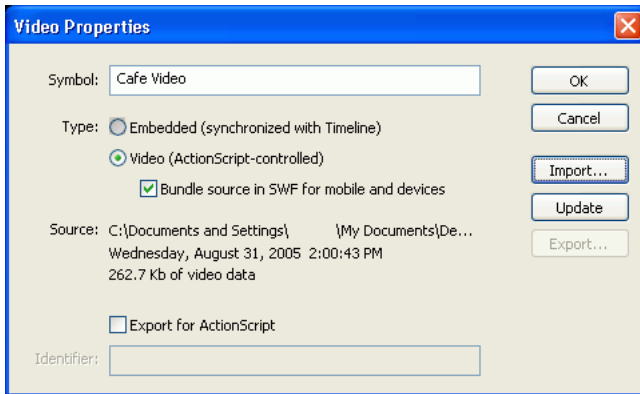 Video Properties
Symbol: Cafe Video
OK
Type: Embedded (synchronized with Timeline)
Cancel
Video (ActionScript-controlled)
Bundle source in SWF for mobile and devices
Import...
Update
Source: C:\Documents and Settings\ \My Documents\De...
Wednesday, August 31, 2005 2:00:43 PM
Export...
262.7 Kb of video data
Export for ActionScript
Identifier: